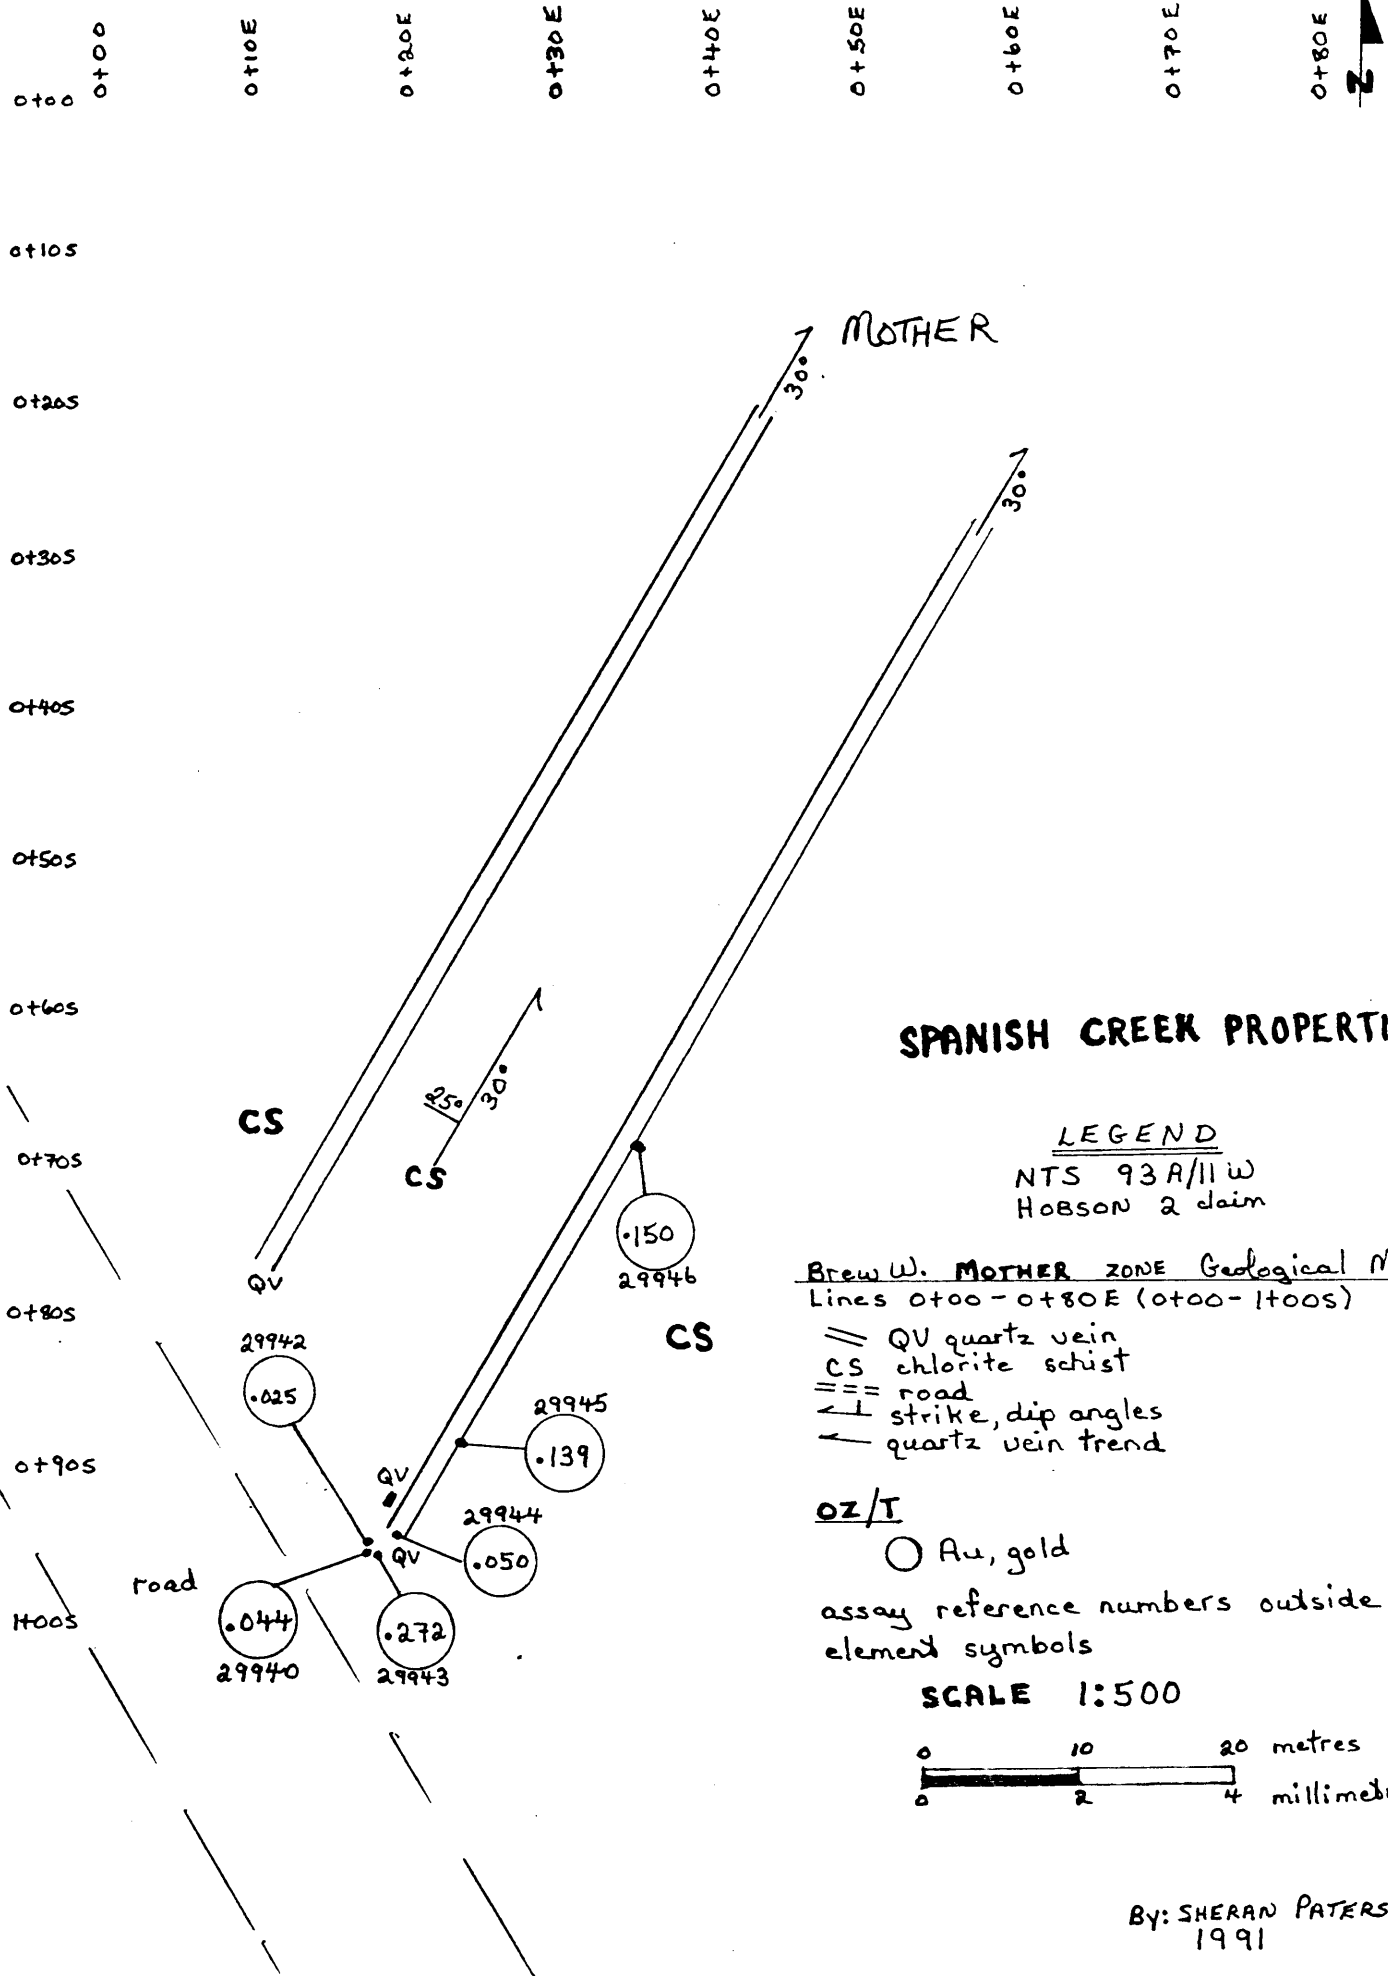 0+00
0+10E
0+20E
0+30E
0+40E
0+50E
0+60E
0+70E
0+80E
N
0+00
0+10S
MOTHER
30°
0+20S
30°
0+30S
0+40S
0+50S
0+60S
SPANISH CREEK PROPERTI
25°
30°
CS
LEGEND
0+70S
CS
NTS 93A/11W
HOBSON 2 claim
.150
29946
QV
Brew W. MOTHER ZONE Geological M
Lines 0+00 - 0+80E (0+00 - 1+00S)
0+80S
CS
QV quartz vein
29942
CS chlorite schist
.025
=== road
29945
strike, dip angles
.139
quartz vein trend
0+90S
QV
29944
OZ/T
.050
QV
Au, gold
road
assay reference numbers outside
1+00S
.044
.272
element symbols
29940
29943
SCALE 1:500
0 10 20 metres
0 2 4 millimet
By: SHERAN PATERS
1991